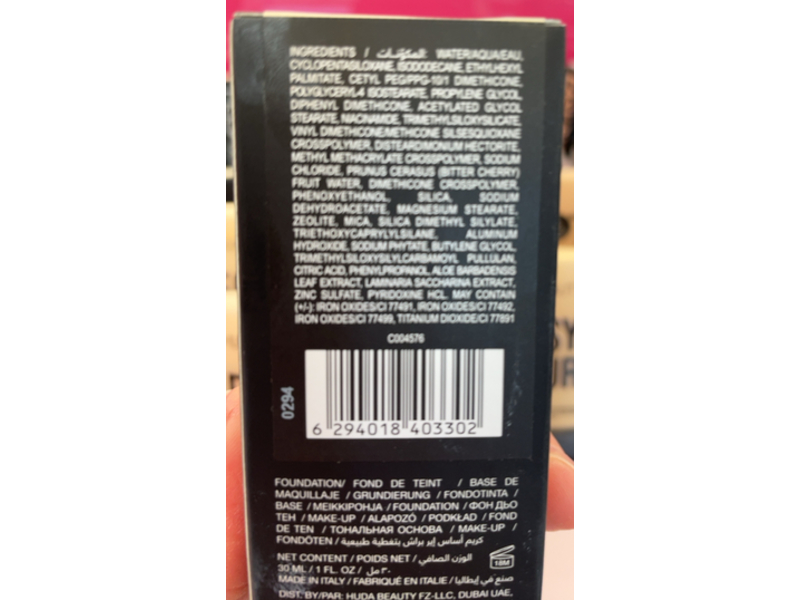 INGREDIENTS / المكوّنات: WATER/AQUA/EAU,
CYCLOPENTASILOXANE, ISODODECANE, ETHYLHEXYL
PALMITATE, CETYL PEG/PPG-10/1 DIMETHICONE,
POLYGLYCERYL-4 ISOSTEARATE, PROPYLENE GLYCOL,
DIPHENYL DIMETHICONE, ACETYLATED GLYCOL
STEARATE, NIACINAMIDE, TRIMETHYLSILOXYSILICATE,
VINYL DIMETHICONE/METHICONE SILSESQUIOXANE
CROSSPOLYMER, DISTEARDIMONIUM HECTORITE,
METHYL METHACRYLATE CROSSPOLYMER, SODIUM
CHLORIDE, PRUNUS CERASUS (BITTER CHERRY)
FRUIT WATER, DIMETHICONE CROSSPOLYMER,
PHENOXYETHANOL, SILICA, SODIUM
DEHYDROACETATE, MAGNESIUM STEARATE,
ZEOLITE, MICA, SILICA DIMETHYL SILYLATE,
TRIETHOXYCAPRYLYLSILANE, ALUMINUM
HYDROXIDE, SODIUM PHYTATE, BUTYLENE GLYCOL,
TRIMETHYLSILOXYSILYLCARBAMOYL PULLULAN,
CITRIC ACID, PHENYLPROPANOL, ALOE BARBADENSIS
LEAF EXTRACT, LAMINARIA SACCHARINA EXTRACT,
ZINC SULFATE, PYRIDOXINE HCL. MAY CONTAIN
(+/-): IRON OXIDES/CI 77491, IRON OXIDES/CI 77492,
IRON OXIDES/CI 77499, TITANIUM DIOXIDE/CI 77891
C004576
0294
6 294018 403302
FOUNDATION/ FOND DE TEINT / BASE DE
MAQUILLAJE / GRUNDIERUNG / FONDOTINTA /
BASE / MEIKKIPOHJA / FOUNDATION / ФОН ДЬО
ТЕН / MAKE-UP / ALAPOZÓ / PODKŁAD / FOND
DE TEN / ТОНАЛЬНАЯ ОСНОВА / MAKE-UP /
FONDÖTEN / كريم أساس إير براش بتغطية طبيعية
NET CONTENT / POIDS NET / الوزن الصافي
30 ML / 1 FL. OZ / ٣٠ مل
18M
MADE IN ITALY / FABRIQUÉ EN ITALIE / صنع في إيطاليا
DIST. BY/PAR: HUDA BEAUTY FZ-LLC, DUBAI UAE,